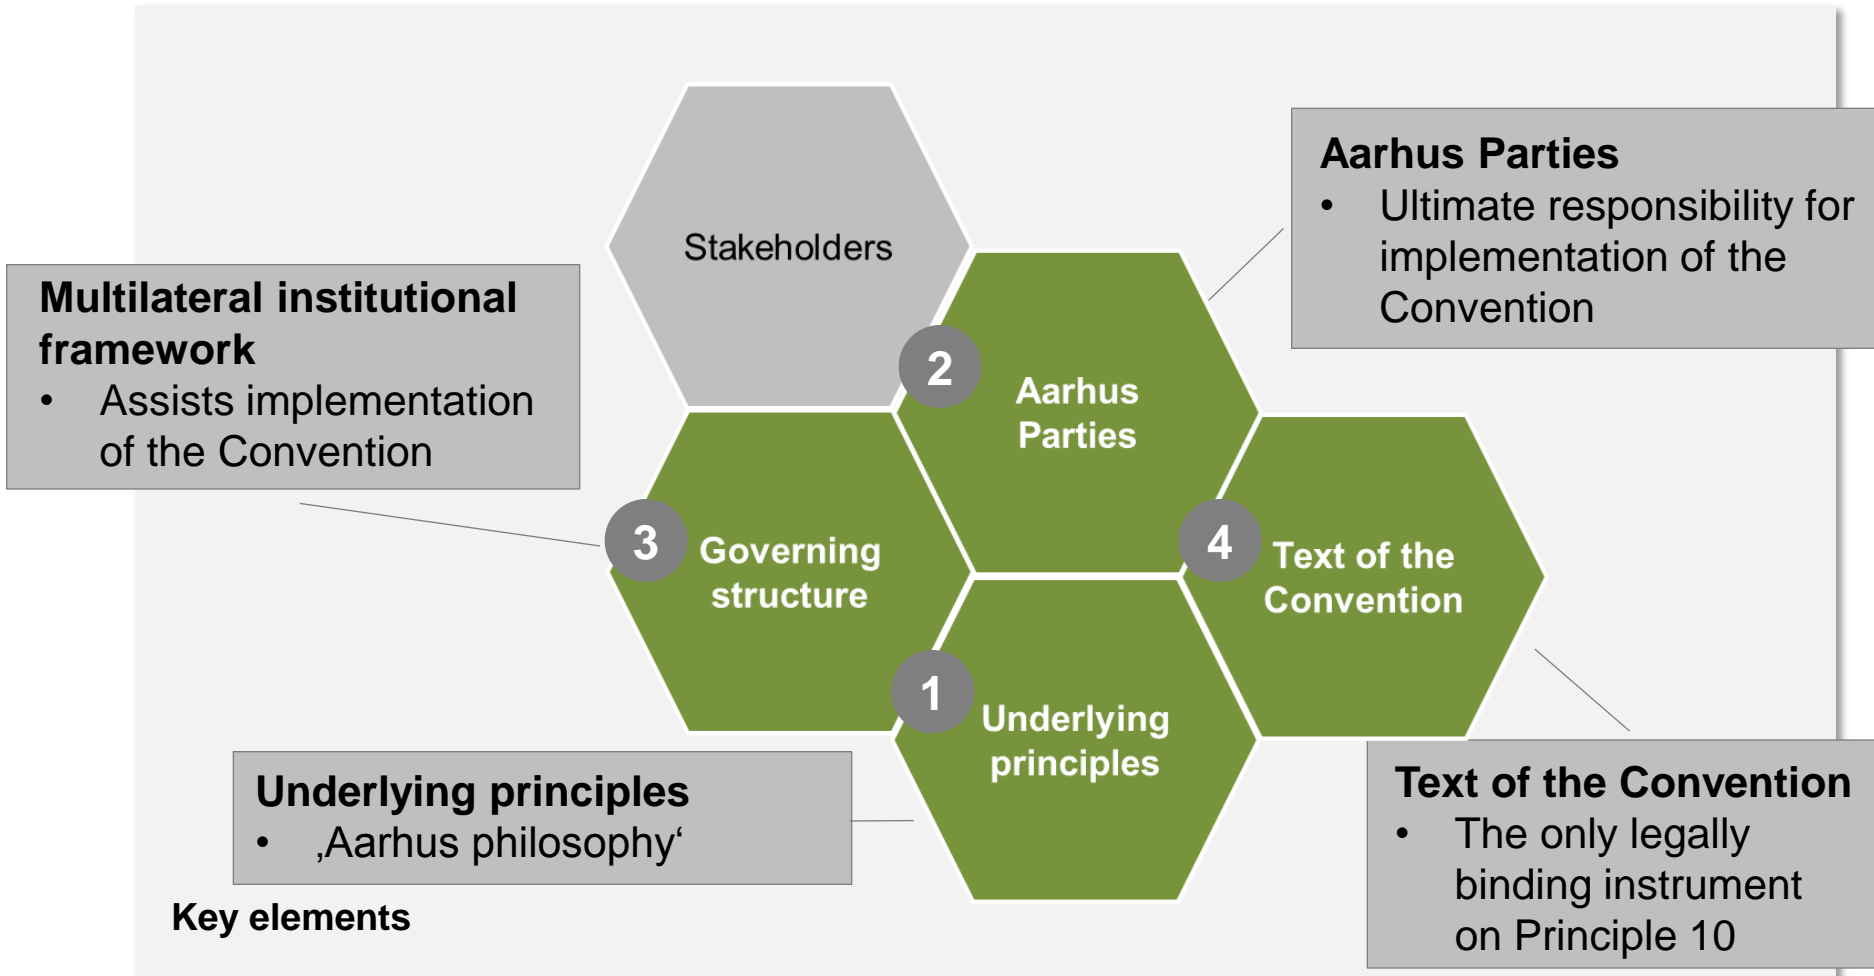 Stakeholders
Aarhus Parties
• Ultimate responsibility for
implementation of the
Convention
Multilateral institutional
framework
• Assists implementation
of the Convention
2
Aarhus
Parties
3
Governing
structure
4
Text of the
Convention
1
Underlying
principles
Underlying principles
• ‚Aarhus philosophy‘
Text of the Convention
• The only legally
binding instrument
on Principle 10
Key elements